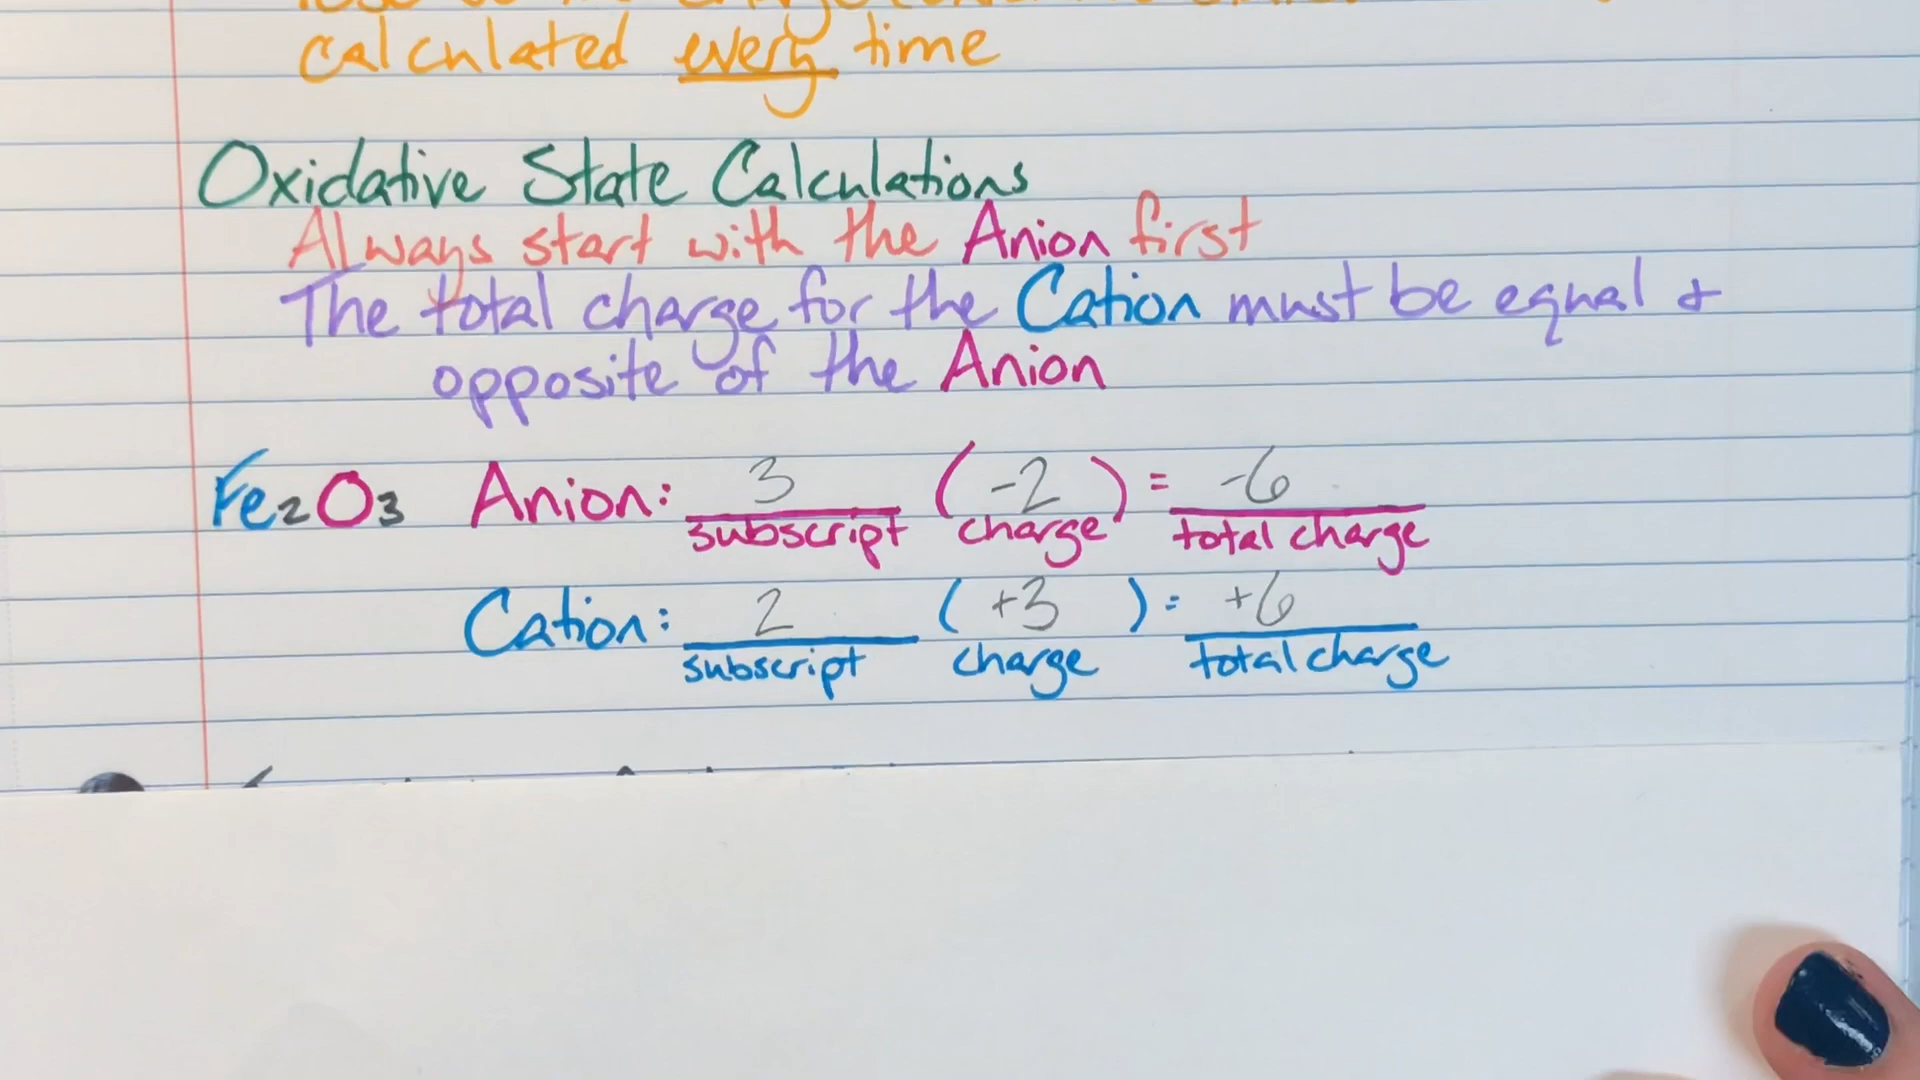 calculated every time
Oxidative State Calculations
Always start with the Anion first
The total charge for the Cation must be equal &
opposite of the Anion
Fe2O3 Anion: 3 (-2) = -6
subscript charge total charge
Cation: 2 (+3) = +6
subscript charge total charge